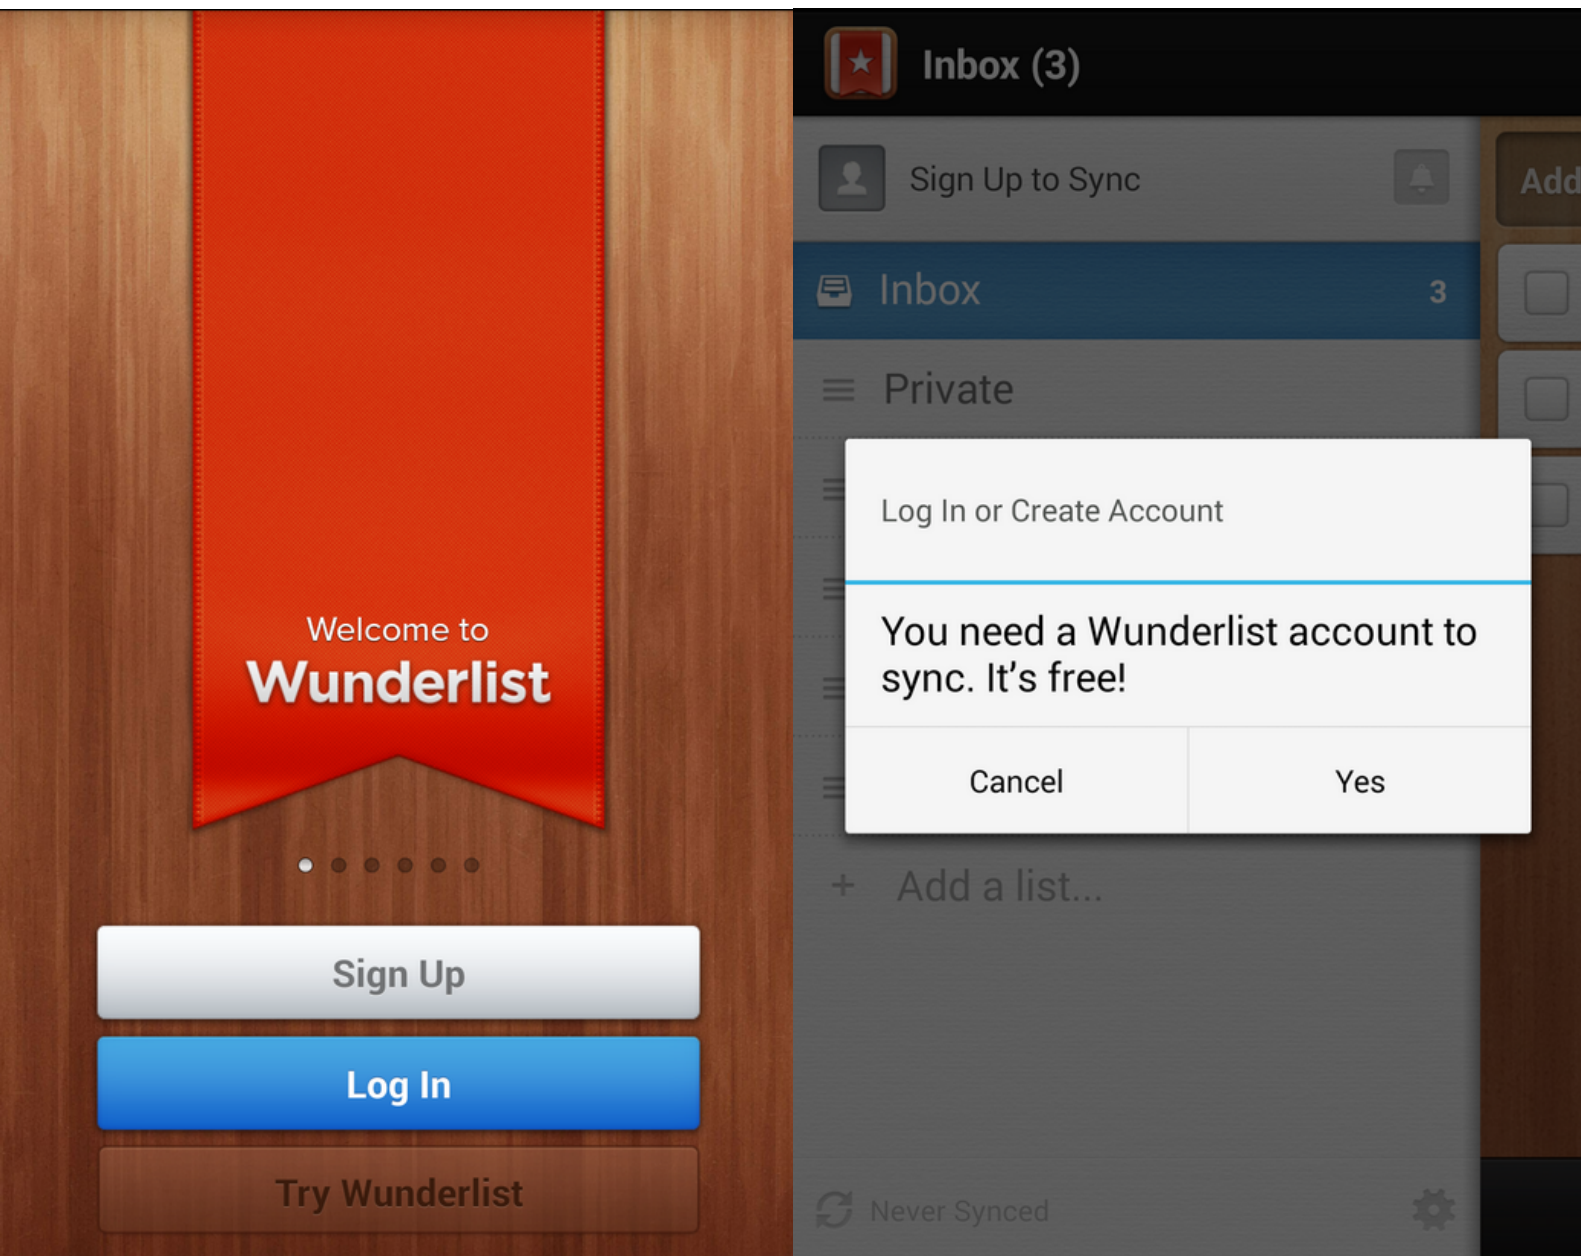 Welcome to
Wunderlist
Sign Up
Log In
Try Wunderlist
Inbox (3)
Sign Up to Sync
Add
Inbox
3
Private
Log In or Create Account
You need a Wunderlist account to
sync. It's free!
Cancel
Yes
+ Add a list...
Never Synced